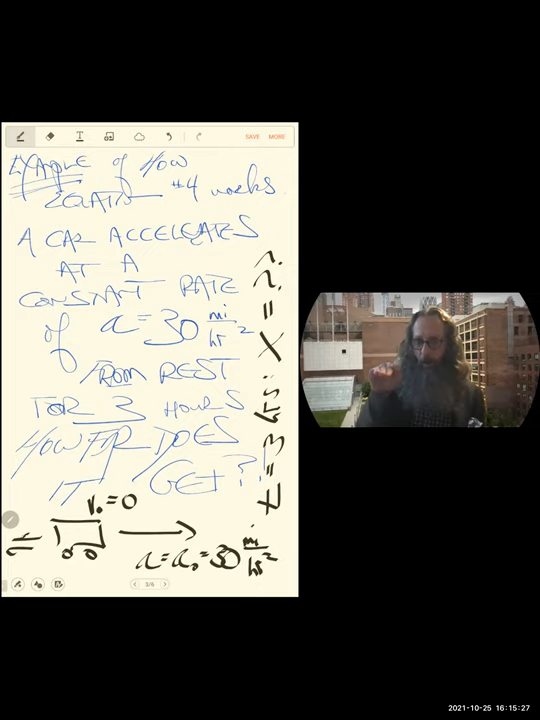 SAVE MORE
EXAMPLE of HOW
EQUATION #4 works
A CAR ACCELERATES
AT A
CONSTANT RATE
of a = 30 mi/hr²
FROM REST
FOR 3 HOURS
HOW FAR DOES
IT GET??
t = 3 hrs: X = ?
V₀ = 0
a = a₀ = 30 mi/hr²
3/6
2021-10-25 16:15:27